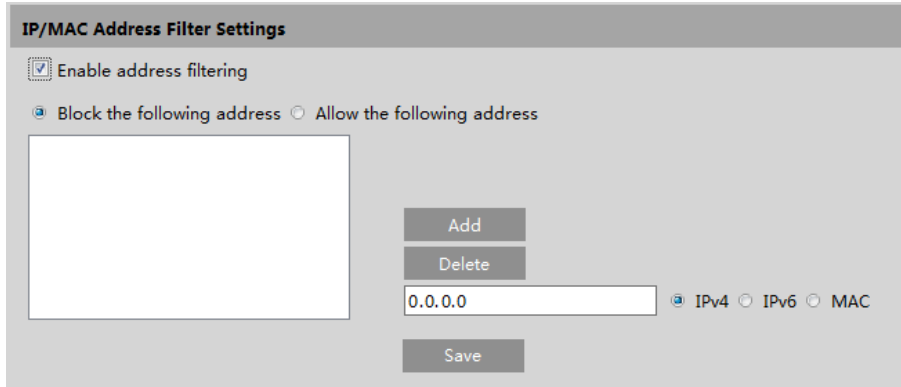 IP/MAC Address Filter Settings
Enable address filtering
Block the following address Allow the following address
Add
Delete
0.0.0.0 IPv4 IPv6 MAC
Save